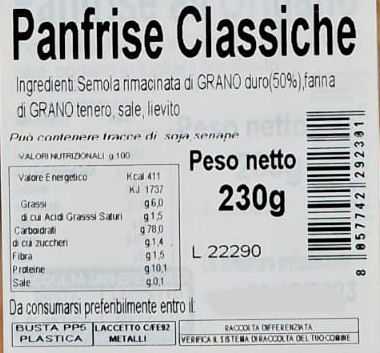 Panfrise Classiche
Ingredienti: Semola rimacinata di GRANO duro(50%),farina
di GRANO tenero, sale, lievito
Può contenere tracce di soja, senape
VALORI NUTRIZIONALI g 100
Valore Energetico Kcal 411
KJ 1737
Grassi g 6,0
di cui Acidi Grasssi Saturi g 1,5
Carboidrati g 78,0
di cui zuccheri g 1,4
Fibra g 1,5
Proteine g 10,1
Sale g 0,1
Peso netto
230g
L 22290
8 057742 292301
Da consumarsi preferibilmente entro il:
BUSTA PP5
PLASTICA
LACCETTO C/FE92
METALLI
RACCOLTA DIFFERENZIATA
VERIFICA IL SISTEMA DI RACCOLTA DEL TUO COMUNE